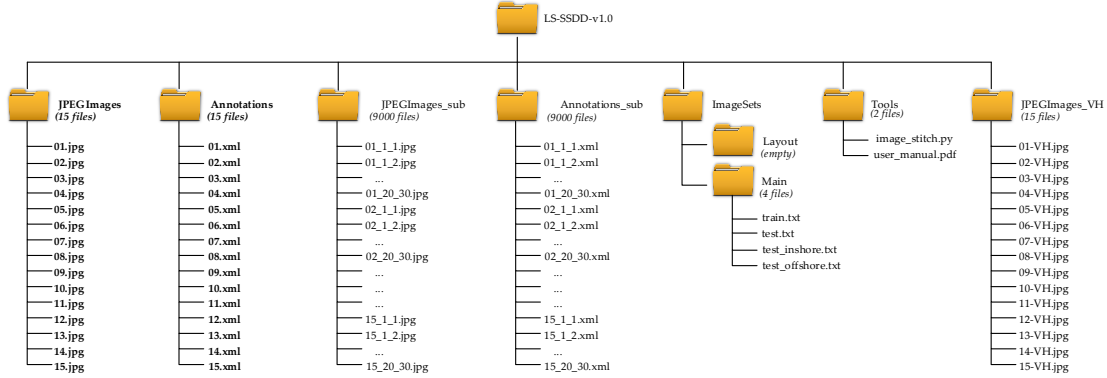 LS-SSDD-v1.0
JPEGImages
(15 files)
01.jpg
02.jpg
03.jpg
04.jpg
05.jpg
06.jpg
07.jpg
08.jpg
09.jpg
10.jpg
11.jpg
12.jpg
13.jpg
14.jpg
15.jpg
Annotations
(15 files)
01.xml
02.xml
03.xml
04.xml
05.xml
06.xml
07.xml
08.xml
09.xml
10.xml
11.xml
12.xml
13.xml
14.xml
15.xml
JPEGImages_sub
(9000 files)
01_1_1.jpg
01_1_2.jpg
...
01_20_30.jpg
02_1_1.jpg
02_1_2.jpg
...
02_20_30.jpg
...
...
...
15_1_1.jpg
15_1_2.jpg
...
15_20_30.jpg
Annotations_sub
(9000 files)
01_1_1.xml
01_1_2.xml
...
01_20_30.xml
02_1_1.xml
02_1_2.xml
...
02_20_30.xml
...
...
...
15_1_1.xml
15_1_2.xml
...
15_20_30.xml
ImageSets
Layout
(empty)
Main
(4 files)
train.txt
test.txt
test_inshore.txt
test_offshore.txt
Tools
(2 files)
image_stitch.py
user_manual.pdf
JPEGImages_VH
(15 files)
01-VH.jpg
02-VH.jpg
03-VH.jpg
04-VH.jpg
05-VH.jpg
06-VH.jpg
07-VH.jpg
08-VH.jpg
09-VH.jpg
10-VH.jpg
11-VH.jpg
12-VH.jpg
13-VH.jpg
14-VH.jpg
15-VH.jpg